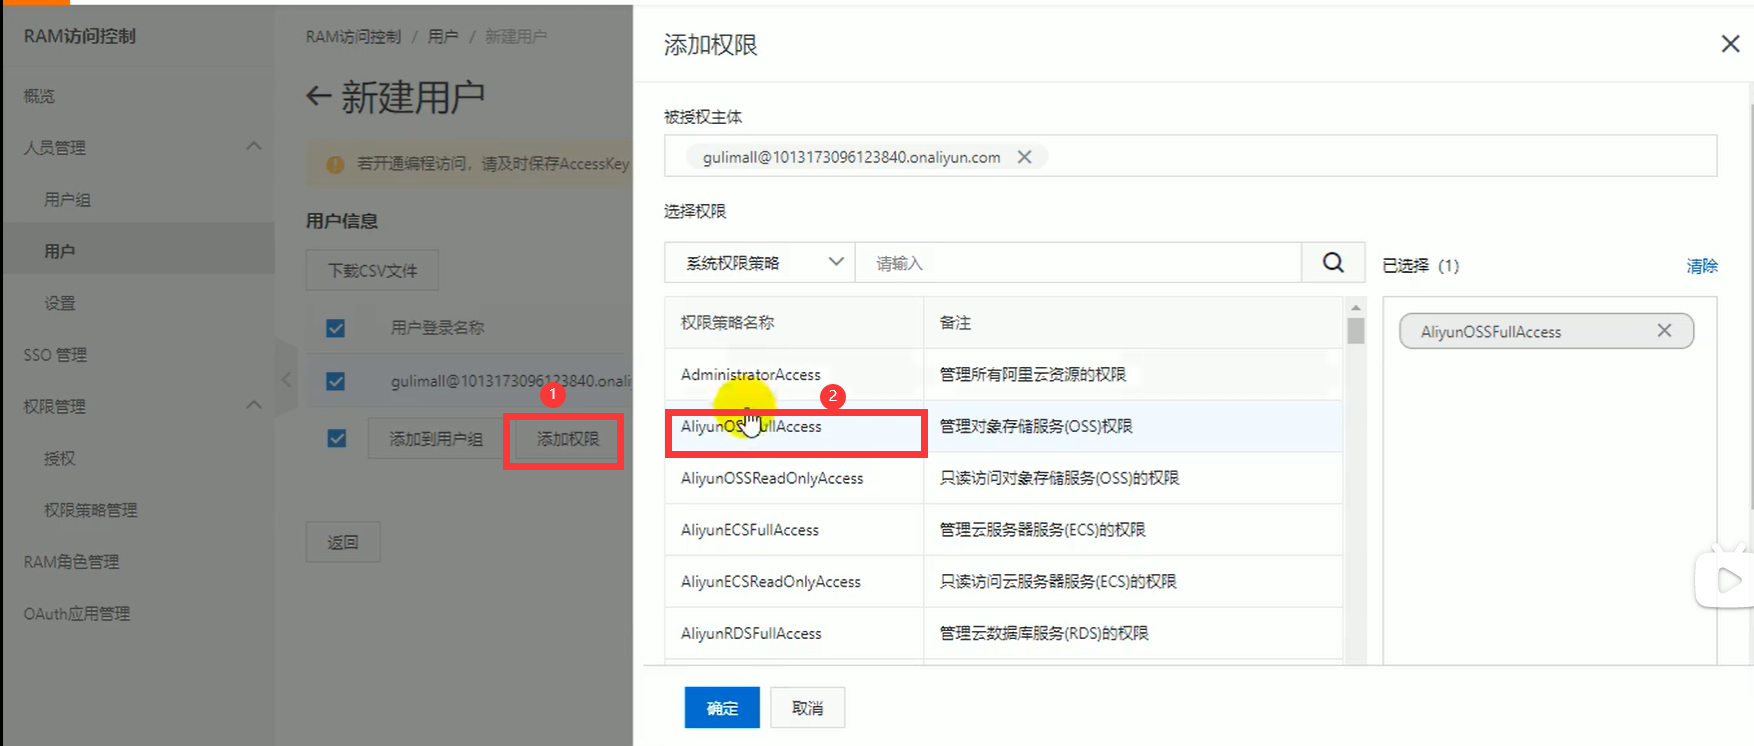 RAM访问控制
概览
人员管理
用户组
用户
设置
SSO 管理
权限管理
授权
权限策略管理
RAM角色管理
OAuth应用管理
RAM访问控制 / 用户 / 新建用户
← 新建用户
若开通编程访问，请及时保存AccessKey
用户信息
下载CSV文件
用户登录名称
gulimall@1013173096123840.onali
1
添加到用户组
添加权限
返回
添加权限
被授权主体
gulimall@1013173096123840.onaliyun.com
选择权限
系统权限策略
请输入
已选择 (1)
清除
权限策略名称 备注
AdministratorAccess 管理所有阿里云资源的权限
2
AliyunOSSFullAccess 管理对象存储服务(OSS)权限
AliyunOSSReadOnlyAccess 只读访问对象存储服务(OSS)的权限
AliyunECSFullAccess 管理云服务器服务(ECS)的权限
AliyunECSReadOnlyAccess 只读访问云服务器服务(ECS)的权限
AliyunRDSFullAccess 管理云数据库服务(RDS)的权限
AliyunOSSFullAccess
确定
取消